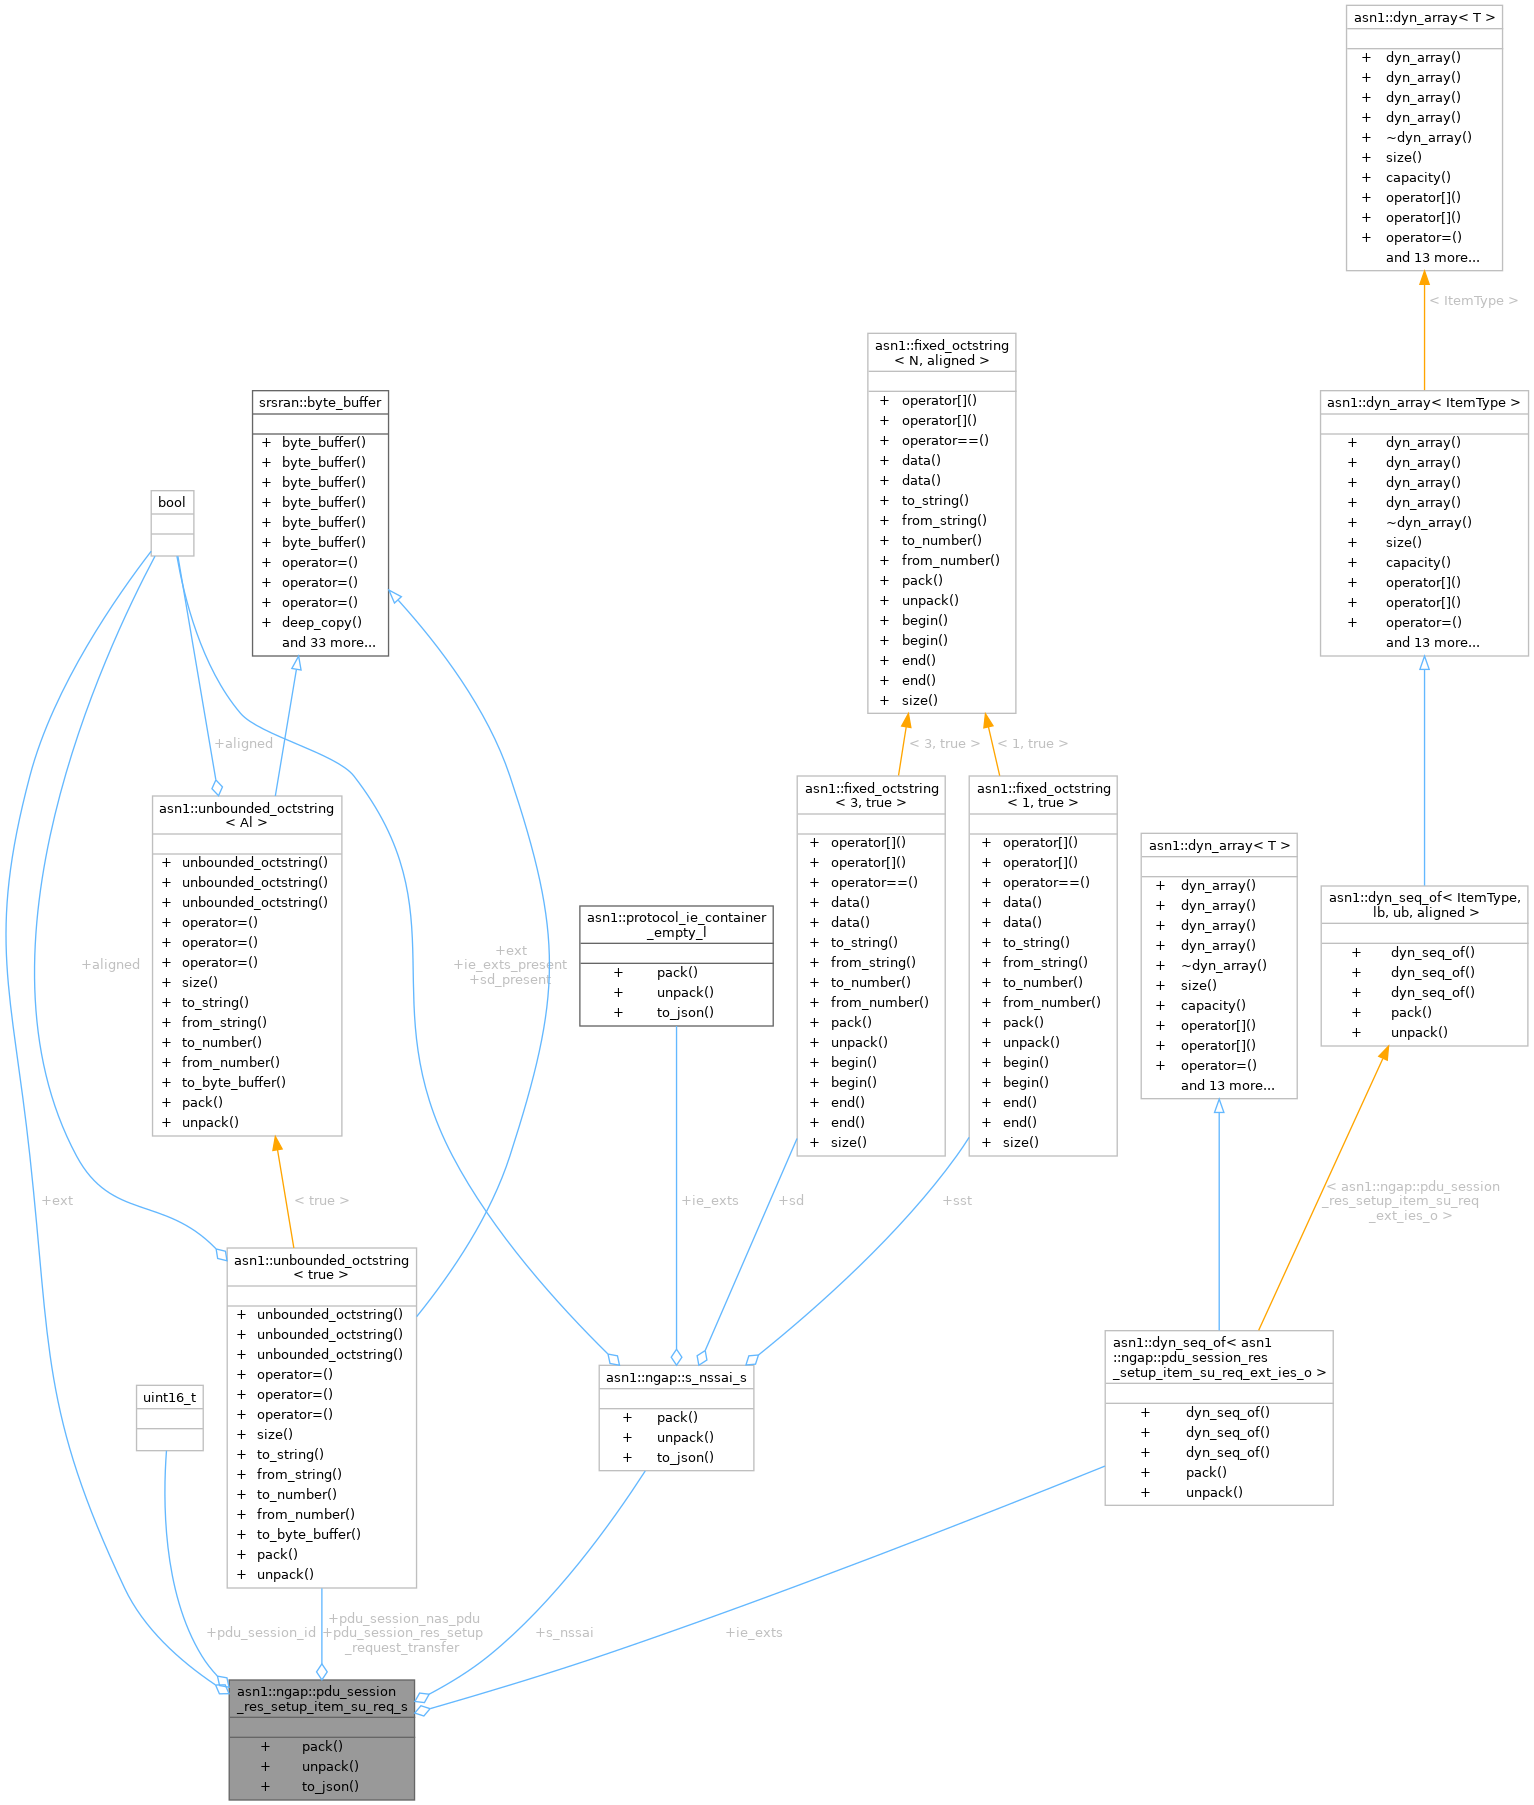 asn1::dyn_array< T >
+ dyn_array()
+ dyn_array()
+ dyn_array()
+ dyn_array()
+ ~dyn_array()
+ size()
+ capacity()
+ operator[]()
+ operator[]()
+ operator=()
and 13 more...
< ItemType >
asn1::fixed_octstring
< N, aligned >
+ operator[]()
+ operator[]()
+ operator==()
+ data()
+ data()
+ to_string()
+ from_string()
+ to_number()
+ from_number()
+ pack()
+ unpack()
+ begin()
+ begin()
+ end()
+ end()
+ size()
srsran::byte_buffer
+ byte_buffer()
+ byte_buffer()
+ byte_buffer()
+ byte_buffer()
+ byte_buffer()
+ byte_buffer()
+ operator=()
+ operator=()
+ operator=()
+ deep_copy()
and 33 more...
asn1::dyn_array< ItemType >
+ dyn_array()
+ dyn_array()
+ dyn_array()
+ dyn_array()
+ ~dyn_array()
+ size()
+ capacity()
+ operator[]()
+ operator[]()
+ operator=()
and 13 more...
bool
+aligned
< 3, true >
< 1, true >
asn1::unbounded_octstring
< Al >
+ unbounded_octstring()
+ unbounded_octstring()
+ unbounded_octstring()
+ operator=()
+ operator=()
+ operator=()
+ size()
+ to_string()
+ from_string()
+ to_number()
+ from_number()
+ to_byte_buffer()
+ pack()
+ unpack()
asn1::fixed_octstring
< 3, true >
+ operator[]()
+ operator[]()
+ operator==()
+ data()
+ data()
+ to_string()
+ from_string()
+ to_number()
+ from_number()
+ pack()
+ unpack()
+ begin()
+ begin()
+ end()
+ end()
+ size()
asn1::fixed_octstring
< 1, true >
+ operator[]()
+ operator[]()
+ operator==()
+ data()
+ data()
+ to_string()
+ from_string()
+ to_number()
+ from_number()
+ pack()
+ unpack()
+ begin()
+ begin()
+ end()
+ end()
+ size()
asn1::dyn_array< T >
+ dyn_array()
+ dyn_array()
+ dyn_array()
+ dyn_array()
+ ~dyn_array()
+ size()
+ capacity()
+ operator[]()
+ operator[]()
+ operator=()
and 13 more...
asn1::dyn_seq_of< ItemType,
lb, ub, aligned >
+ dyn_seq_of()
+ dyn_seq_of()
+ dyn_seq_of()
+ pack()
+ unpack()
asn1::protocol_ie_container
_empty_l
+ pack()
+ unpack()
+ to_json()
+aligned
+ext
+ie_exts_present
+sd_present
+ext
< true >
+ie_exts
+sd
+sst
< asn1::ngap::pdu_session
_res_setup_item_su_req
_ext_ies_o >
asn1::unbounded_octstring
< true >
+ unbounded_octstring()
+ unbounded_octstring()
+ unbounded_octstring()
+ operator=()
+ operator=()
+ operator=()
+ size()
+ to_string()
+ from_string()
+ to_number()
+ from_number()
+ to_byte_buffer()
+ pack()
+ unpack()
uint16_t
asn1::ngap::s_nssai_s
+ pack()
+ unpack()
+ to_json()
asn1::dyn_seq_of< asn1
::ngap::pdu_session_res
_setup_item_su_req_ext_ies_o >
+ dyn_seq_of()
+ dyn_seq_of()
+ dyn_seq_of()
+ pack()
+ unpack()
+pdu_session_id
+pdu_session_nas_pdu
+pdu_session_res_setup
_request_transfer
+s_nssai
+ie_exts
asn1::ngap::pdu_session
_res_setup_item_su_req_s
+ pack()
+ unpack()
+ to_json()